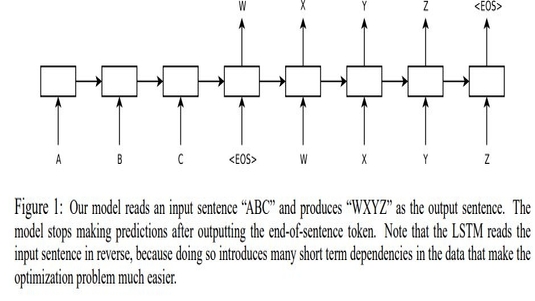 W X Y Z <EOS>
A B C <EOS> W X Y Z
Figure 1: Our model reads an input sentence “ABC” and produces “WXYZ” as the output sentence. The
model stops making predictions after outputting the end-of-sentence token. Note that the LSTM reads the
input sentence in reverse, because doing so introduces many short term dependencies in the data that make the
optimization problem much easier.